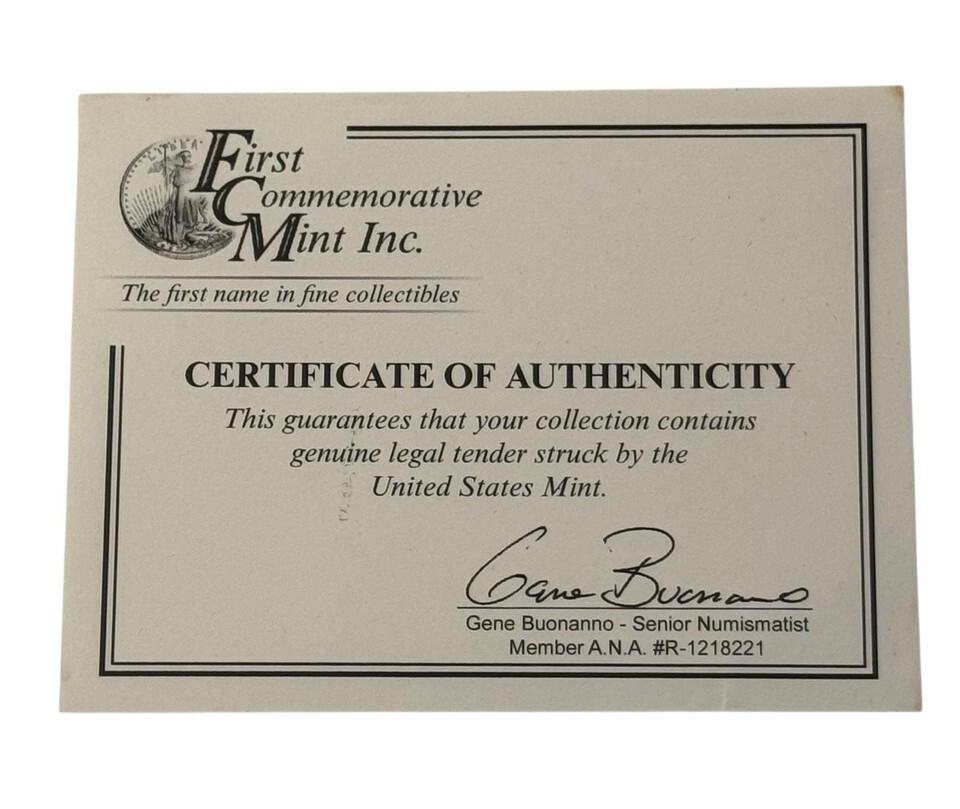 First
Commemorative
Mint Inc.
The first name in fine collectibles
CERTIFICATE OF AUTHENTICITY
This guarantees that your collection contains
genuine legal tender struck by the
United States Mint.
Gene Buonanno
Gene Buonanno - Senior Numismatist
Member A.N.A. #R-1218221